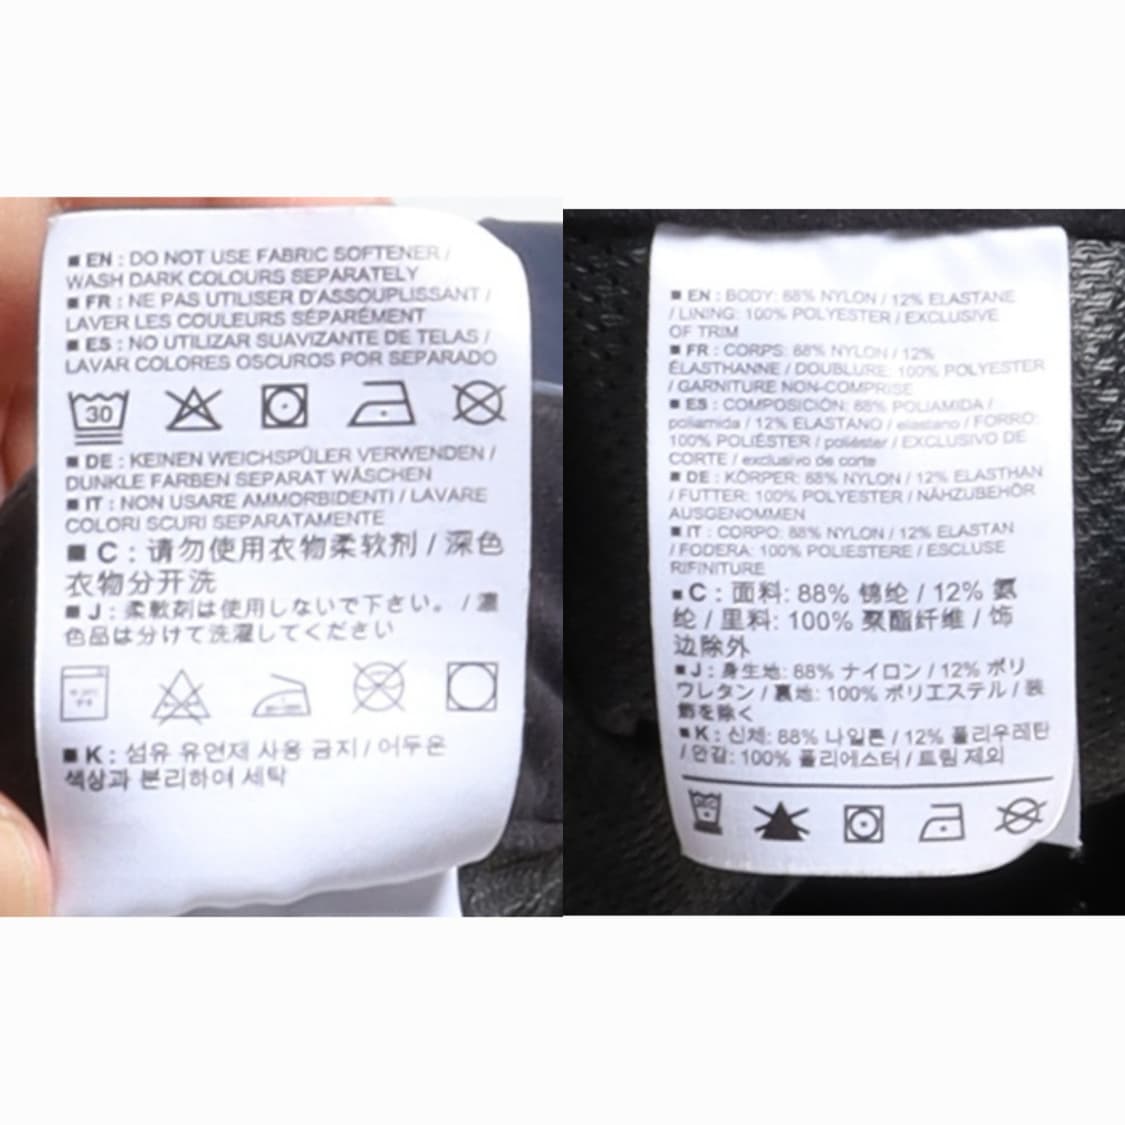 ■ EN : DO NOT USE FABRIC SOFTENER /
WASH DARK COLOURS SEPARATELY
■ FR : NE PAS UTILISER D'ASSOUPLISSANT /
LAVER LES COULEURS SÉPARÉMENT
■ ES : NO UTILIZAR SUAVIZANTE DE TELAS /
LAVAR COLORES OSCUROS POR SEPARADO
30
■ DE : KEINEN WEICHSPÜLER VERWENDEN /
DUNKLE FARBEN SEPARAT WASCHEN
■ IT : NON USARE AMMORBIDENTI / LAVARE
COLORI SCURI SEPARATAMENTE
■ C : 请勿使用衣物柔软剂 / 深色
衣物分开洗
■ J : 柔軟剤は使用しないで下さい。 / 濃
色品は分けて洗濯してください
■ K : 섬유 유연제 사용 금지 / 어두운
색상과 분리하여 세탁
■ EN : BODY: 88% NYLON / 12% ELASTANE
/ LINING: 100% POLYESTER / EXCLUSIVE
OF TRIM
■ FR : CORPS: 88% NYLON / 12%
ÉLASTHANNE / DOUBLURE: 100% POLYESTER
/ GARNITURE NON-COMPRISE
■ ES : COMPOSICIÓN: 88% POLIAMIDA /
poliamida / 12% ELASTANO / elastano / FORRO:
100% POLIÉSTER / poliéster / EXCLUSIVO DE
CORTE / exclusivo de corte
■ DE : KÖRPER: 88% NYLON / 12% ELASTHAN
/ FUTTER: 100% POLYESTER / NÄHZUBEHÖR
AUSGENOMMEN
■ IT : CORPO: 88% NYLON / 12% ELASTAN
/ FODERA: 100% POLIESTERE / ESCLUSE
RIFINITURE
■ C : 面料: 88% 锦纶 / 12% 氨
纶 / 里料: 100% 聚酯纤维 / 饰
边除外
■ J : 身生地: 88% ナイロン / 12% ポリ
ウレタン / 裏地: 100% ポリエステル / 装
飾を除く
■ K : 신체: 88% 나일론 / 12% 폴리우레탄
/ 안감: 100% 폴리에스터 / 트림 제외